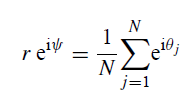 r e^{iψ} = \frac{1}{N} \sum_{j=1}^{N} e^{iθ_j}